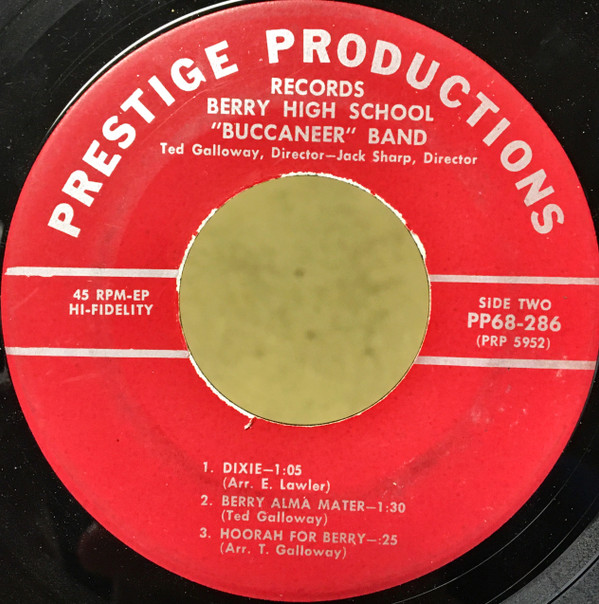 PRESTIGE PRODUCTIONS
RECORDS
BERRY HIGH SCHOOL
"BUCCANEER" BAND
Ted Galloway, Director—Jack Sharp, Director
45 RPM-EP
HI-FIDELITY
SIDE TWO
PP68-286
(PRP 5952)
1. DIXIE—1:05
(Arr. E. Lawler)
2. BERRY ALMA MATER—1:30
(Ted Galloway)
3. HOORAH FOR BERRY—:25
(Arr. T. Galloway)